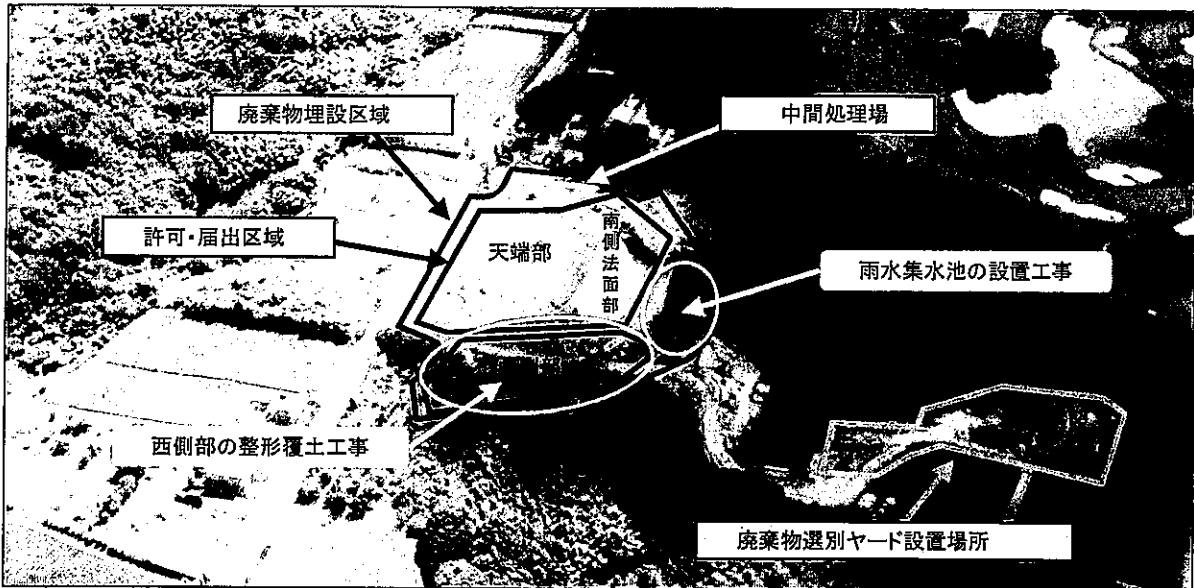 廃棄物埋設区域
中間処理場
許可・届出区域
天端部
南側法面部
雨水集水池の設置工事
西側部の整形覆土工事
廃棄物選別ヤード設置場所